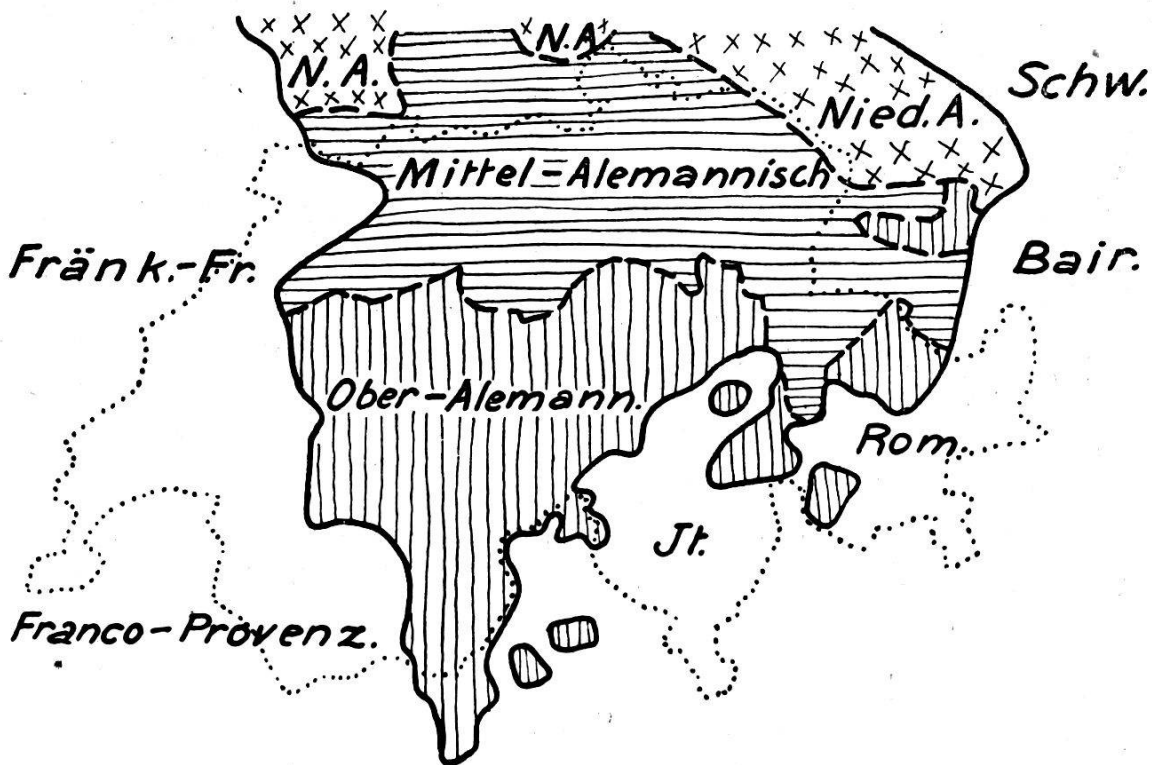 N.A.
N.A
Schw.
Nied.A.
Mittel-Alemannisch
Fränk.-Fr.
Bair.
Ober-Alemann.
Rom.
Jt.
Franco-Provenz.